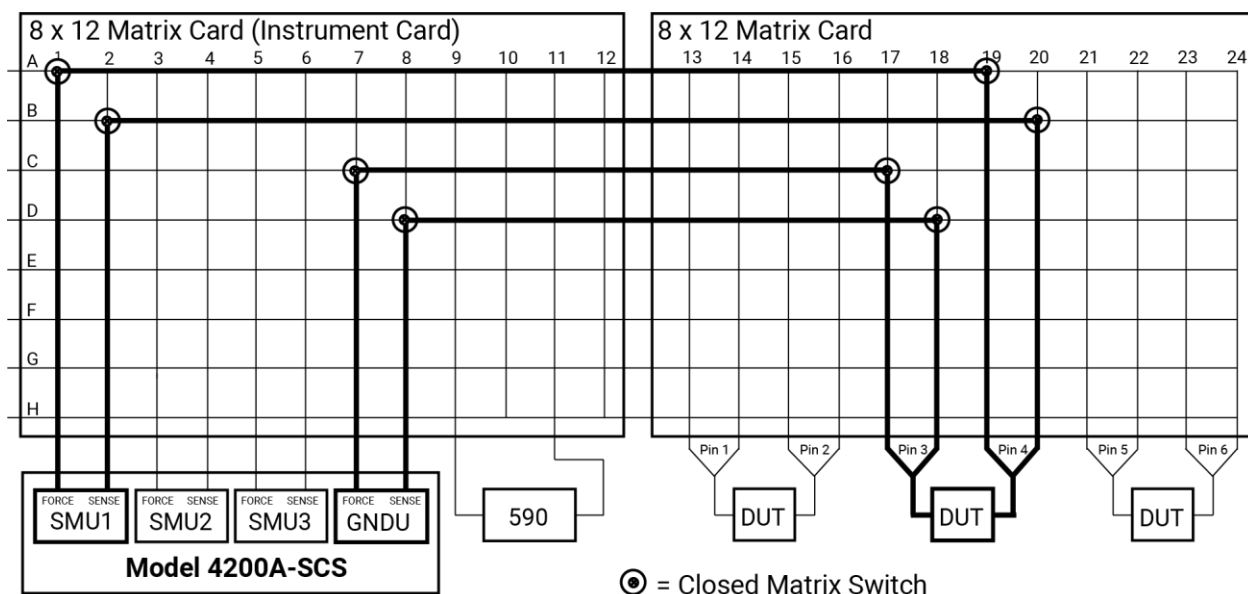 8 x 12 Matrix Card (Instrument Card) 8 x 12 Matrix Card
1 2 3 4 5 6 7 8 9 10 11 12 13 14 15 16 17 18 19 20 21 22 23 24
A
B
C
D
E
F
G
H
Pin 1 Pin 2 Pin 3 Pin 4 Pin 5 Pin 6
FORCE SENSE FORCE SENSE FORCE SENSE FORCE SENSE
SMU1 SMU2 SMU3 GNDU 590 DUT DUT DUT
Model 4200A-SCS
= Closed Matrix Switch